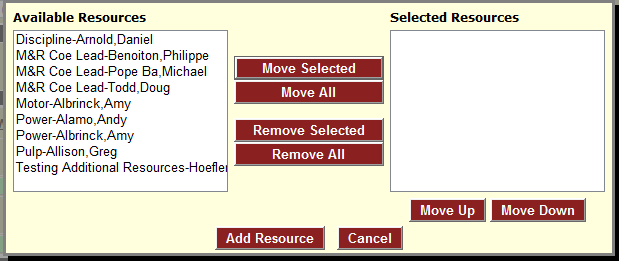 Available Resources
Selected Resources
Discipline-Arnold,Daniel
M&R Coe Lead-Benoiton,Philippe
M&R Coe Lead-Pope Ba,Michael
M&R Coe Lead-Todd,Doug
Motor-Albrinck,Amy
Power-Alamo,Andy
Power-Albrinck,Amy
Pulp-Allison,Greg
Testing Additional Resources-Hoefler
Move Selected
Move All
Remove Selected
Remove All
Move Up
Move Down
Add Resource
Cancel